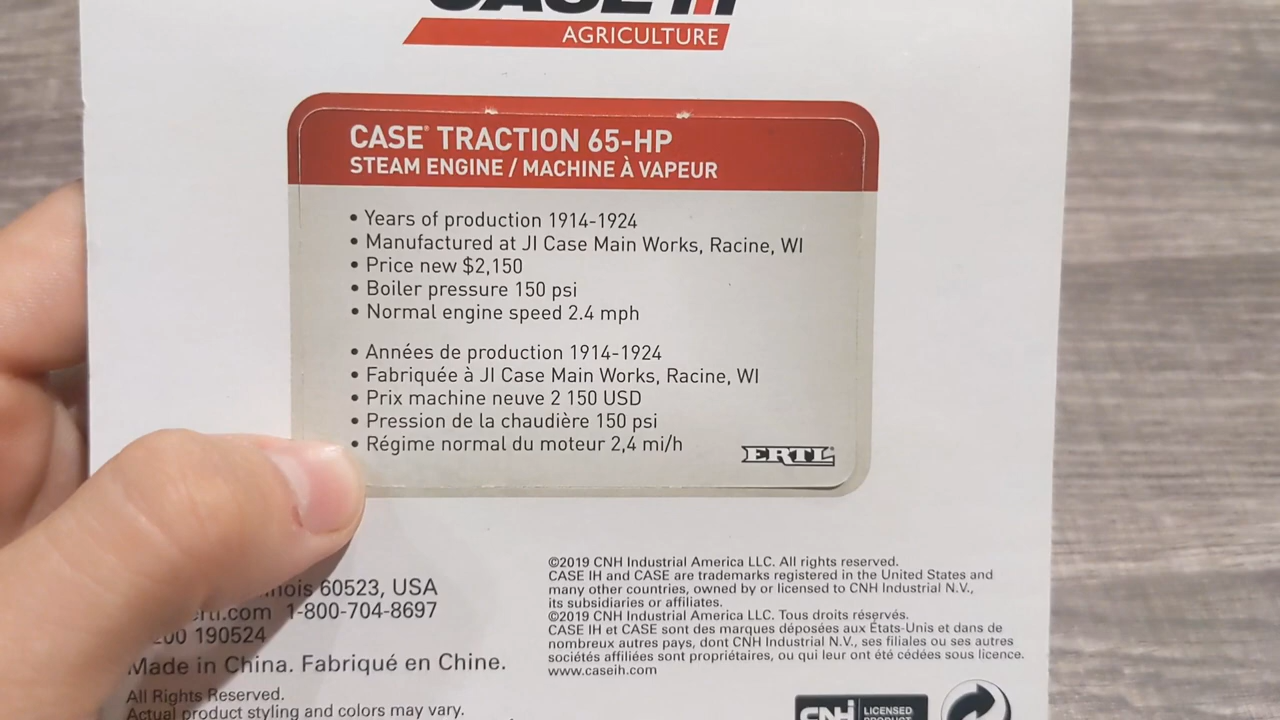 CASE IH
AGRICULTURE
CASE® TRACTION 65-HP
STEAM ENGINE / MACHINE À VAPEUR
• Years of production 1914-1924
• Manufactured at JI Case Main Works, Racine, WI
• Price new $2,150
• Boiler pressure 150 psi
• Normal engine speed 2.4 mph
• Années de production 1914-1924
• Fabriquée à JI Case Main Works, Racine, WI
• Prix machine neuve 2 150 USD
• Pression de la chaudière 150 psi
• Régime normal du moteur 2,4 mi/h
ERTL
60523, USA
1-800-704-8697
190524
Made in China. Fabriqué en Chine.
All Rights Reserved.
Actual product styling and colors may vary.
©2019 CNH Industrial America LLC. All rights reserved.
CASE IH and CASE are trademarks registered in the United States and
many other countries, owned by or licensed to CNH Industrial N.V.,
its subsidiaries or affiliates.
©2019 CNH Industrial America LLC. Tous droits réservés.
CASE IH et CASE sont des marques déposées aux États-Unis et dans de
nombreux autres pays, dont CNH Industrial N.V., ses filiales ou ses autres
sociétés affiliées sont propriétaires, ou qui leur ont été cédées sous licence.
www.caseih.com
CNH
LICENSED
PRODUCT